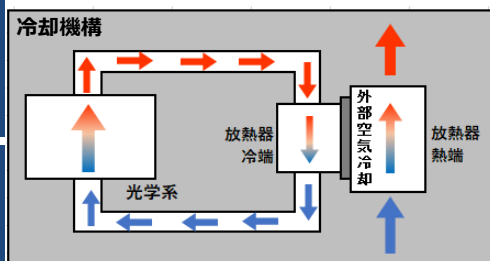 冷却機構
放熱器
冷端
外部空気冷却
放熱器
熱端
光学系